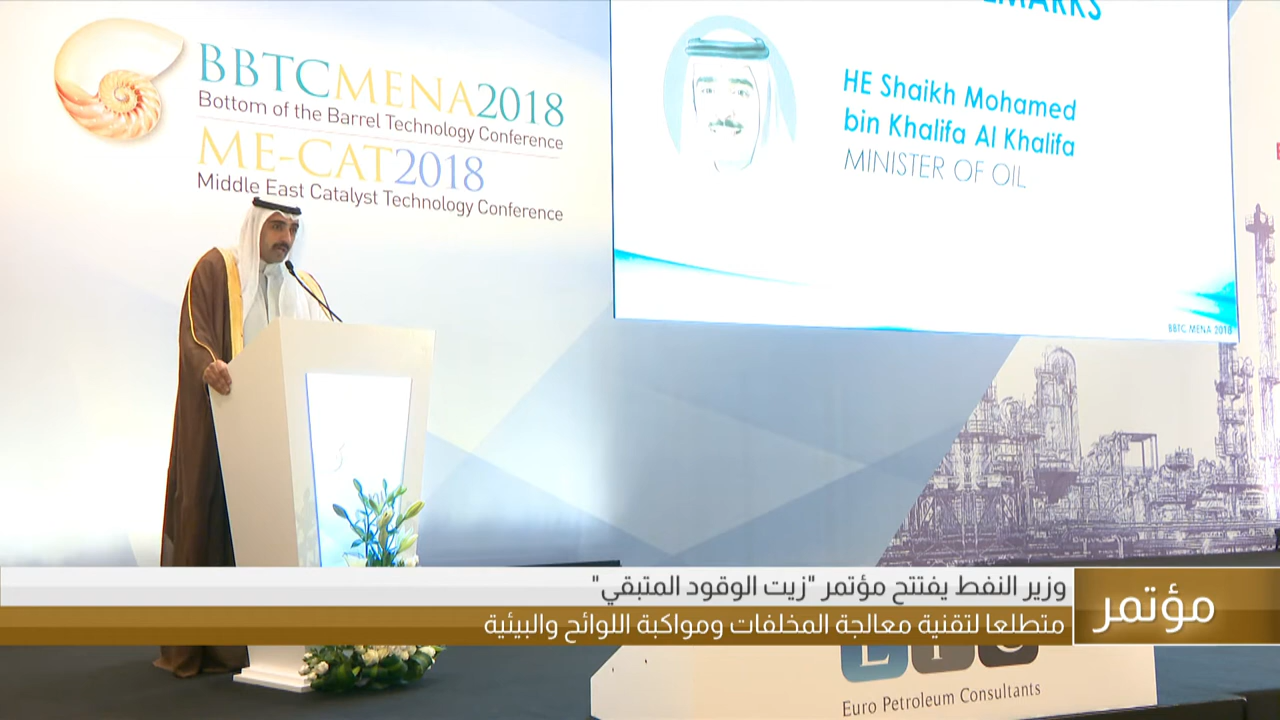 BBTCMENA2018
Bottom of the Barrel Technology Conference
ME-CAT2018
Middle East Catalyst Technology Conference
HE Shaikh Mohamed
bin Khalifa Al Khalifa
MINISTER OF OIL
BBTC MENA 2018
مؤتمر
وزير النفط يفتتح مؤتمر "زيت الوقود المتبقي"
متطلعا لتقنية معالجة المخلفات ومواكبة اللوائح والبيئية
Euro Petroleum Consultants